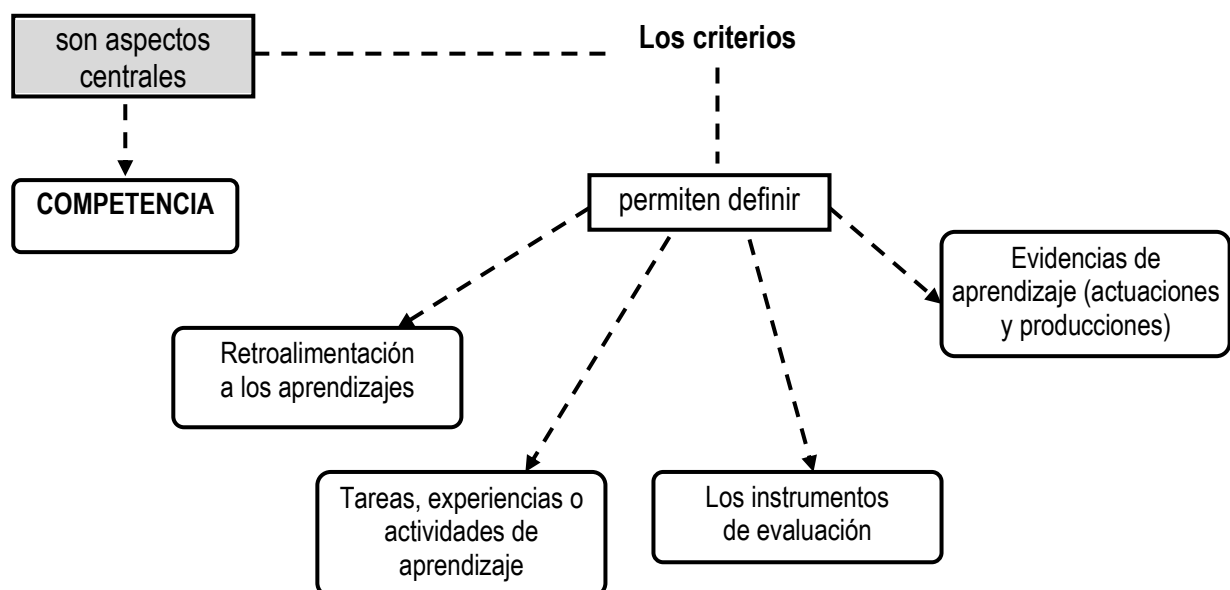 son aspectos
centrales
Los criterios
COMPETENCIA
permiten definir
Evidencias de
aprendizaje (actuaciones
y producciones)
Retroalimentación
a los aprendizajes
Tareas, experiencias o
actividades de
aprendizaje
Los instrumentos
de evaluación